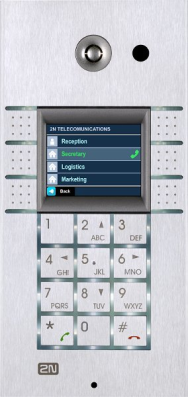 2N TELECOMUNICATIONS
Reception
Secretary
Logistics
Marketing
Back
1 2 ABC 3 DEF
4 GHI 5 JKL 6 MNO
7 PQRS 8 TUV 9 WXYZ
* 0 #
2N